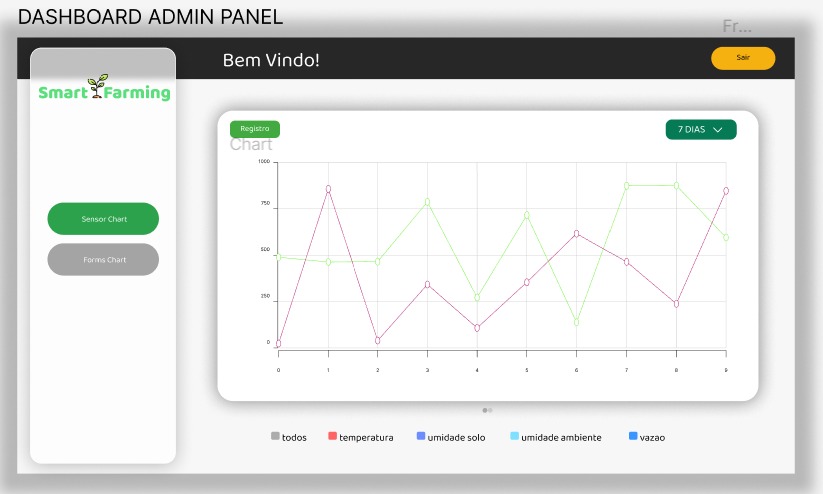 DASHBOARD ADMIN PANEL
Fr...
Bem Vindo!
Sair
Smart Farming
Registro
7 DIAS
Chart
1000
750
500
250
0
0 1 2 3 4 5 6 7 8 9
Sensor Chart
Forms Chart
todos temperatura umidade solo umidade ambiente vazao